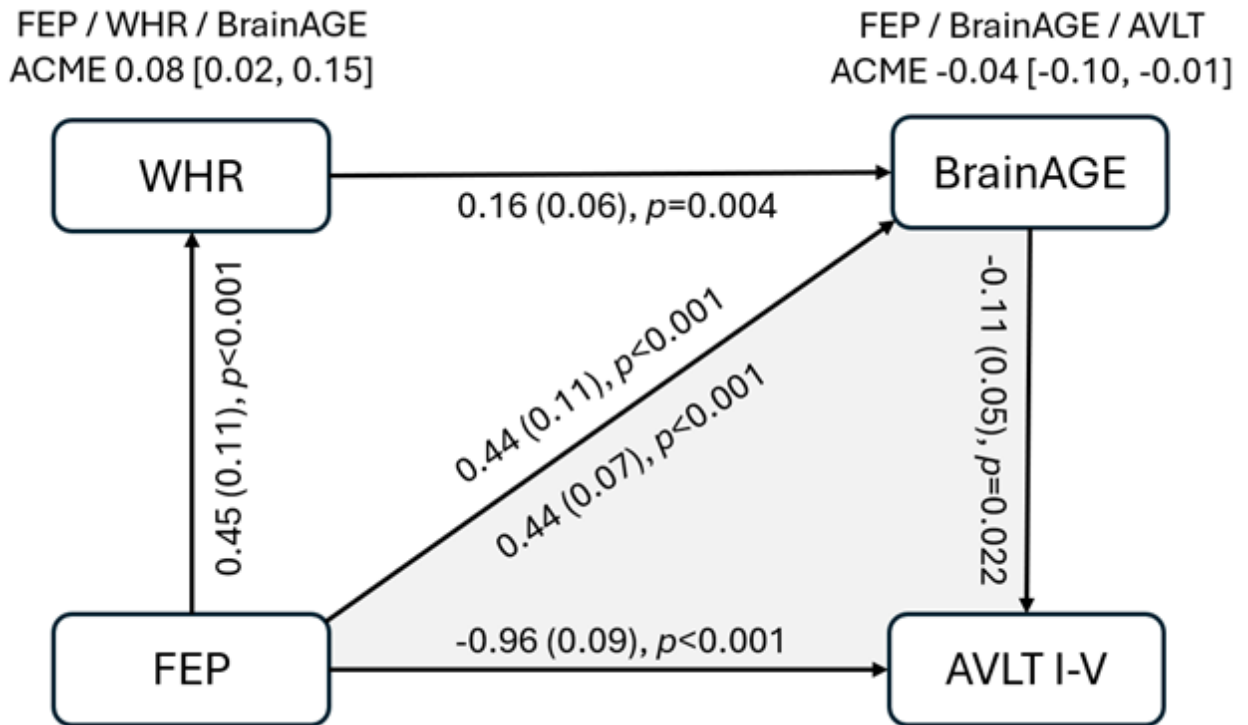 FEP / WHR / BrainAGE
ACME 0.08 [0.02, 0.15]
FEP / BrainAGE / AVLT
ACME -0.04 [-0.10, -0.01]
WHR
BrainAGE
0.16 (0.06), p=0.004
0.45 (0.11), p<0.001
0.44 (0.11), p<0.001
0.44 (0.07), p<0.001
-0.11 (0.05), p=0.022
-0.96 (0.09), p<0.001
FEP
AVLT I-V